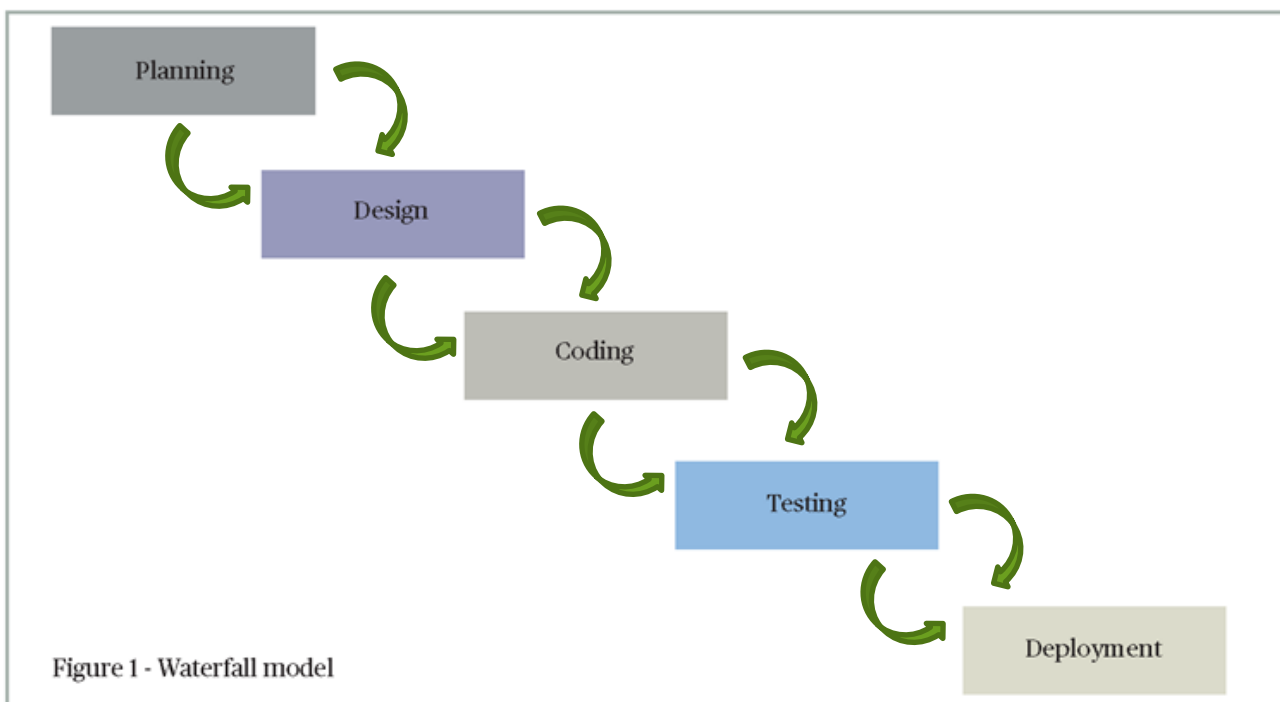 Planning
Design
Coding
Testing
Deployment
Figure 1 - Waterfall model